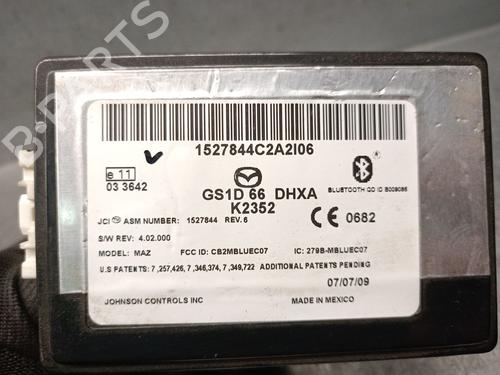 B-PARTS
1527844C2A2I06
e 11
03 3642
GS1D 66 DHXA
K2352
BLUETOOTH QD ID B009085
CE 0682
JCI ASM NUMBER: 1527844 REV. 6
S/W REV: 4.02.000
MODEL: MAZ FCC ID: CB2MBLUEC07 IC: 279B-MBLUEC07
U.S PATENTS: 7 ,257,426, 7 ,346,374, 7 ,349,722 ADDITIONAL PATENTS PENDING
07/07/09
JOHNSON CONTROLS INC MADE IN MEXICO